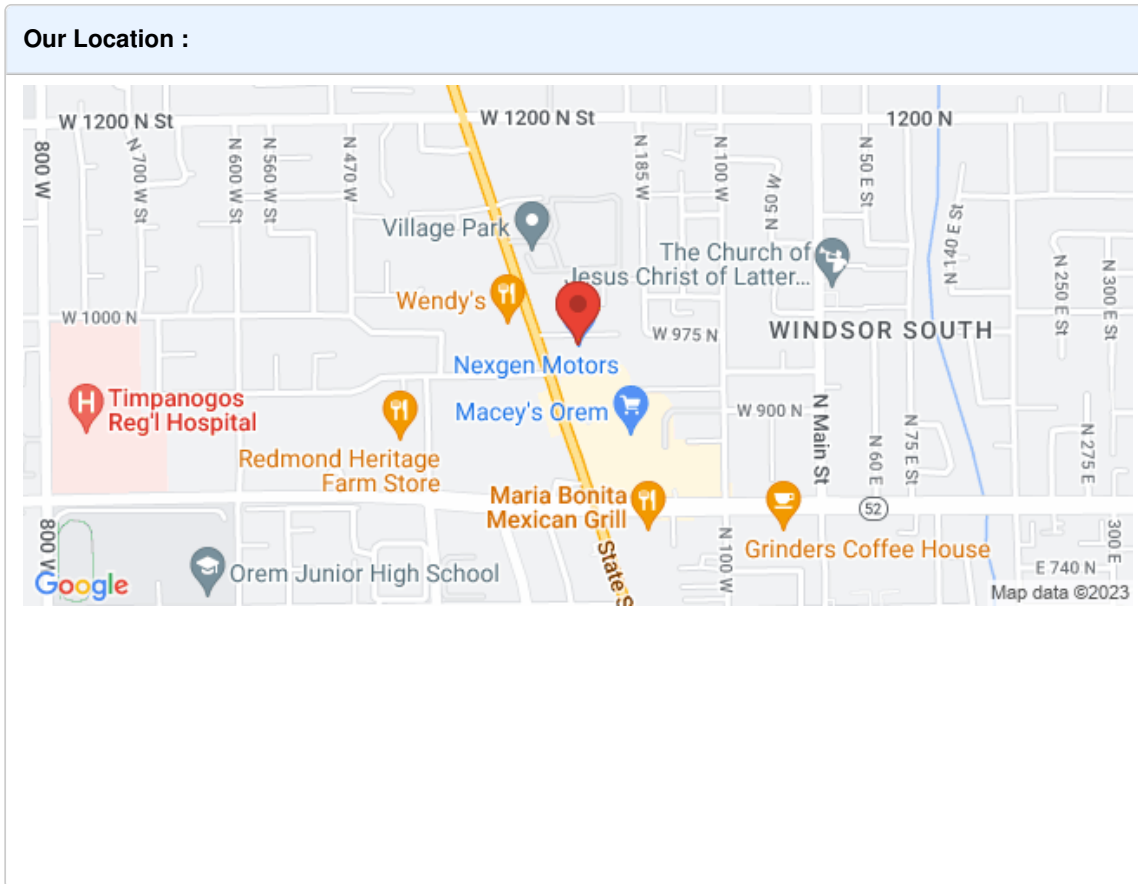 Our Location :
W 1200 N St
W 1200 N St
1200 N
800 W
N 700 W St
N 600 W St
N 560 W St
N 470 W
N 185 W
N 100 W
N 50 W
N 50 E St
N 140 E St
N 250 E St
N 300 E St
Village Park
The Church of
Jesus Christ of Latter...
Wendy's
W 1000 N
W 975 N
WINDSOR SOUTH
Nexgen Motors
Timpanogos
Reg'l Hospital
Macey's Orem
W 900 N
N Main St
N 60 E
N 75 E St
N 275 E
Redmond Heritage
Farm Store
Maria Bonita
Mexican Grill
52
800 W
State S
N 100 W
Grinders Coffee House
300 E
Orem Junior High School
E 740 N
Google
Map data ©2023